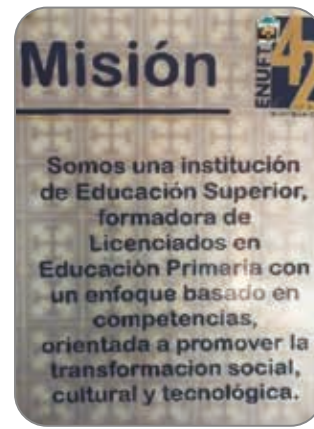 Misión
ENUF
42
Somos una institución
de Educación Superior,
formadora de
Licenciados en
Educación Primaria con
un enfoque basado en
competencias,
orientada a promover la
transformacion social,
cultural y tecnológica.